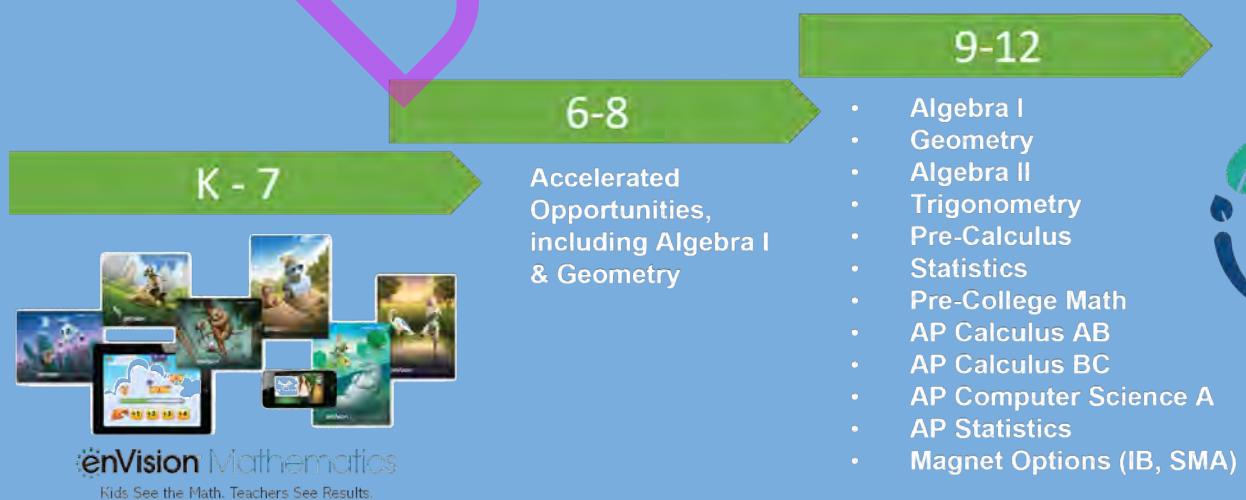 K - 7
enVision Mathematics
Kids See the Math. Teachers See Results.
6-8
Accelerated
Opportunities,
including Algebra I
& Geometry
9-12
• Algebra I
• Geometry
• Algebra II
• Trigonometry
• Pre-Calculus
• Statistics
• Pre-College Math
• AP Calculus AB
• AP Calculus BC
• AP Computer Science A
• AP Statistics
• Magnet Options (IB, SMA)